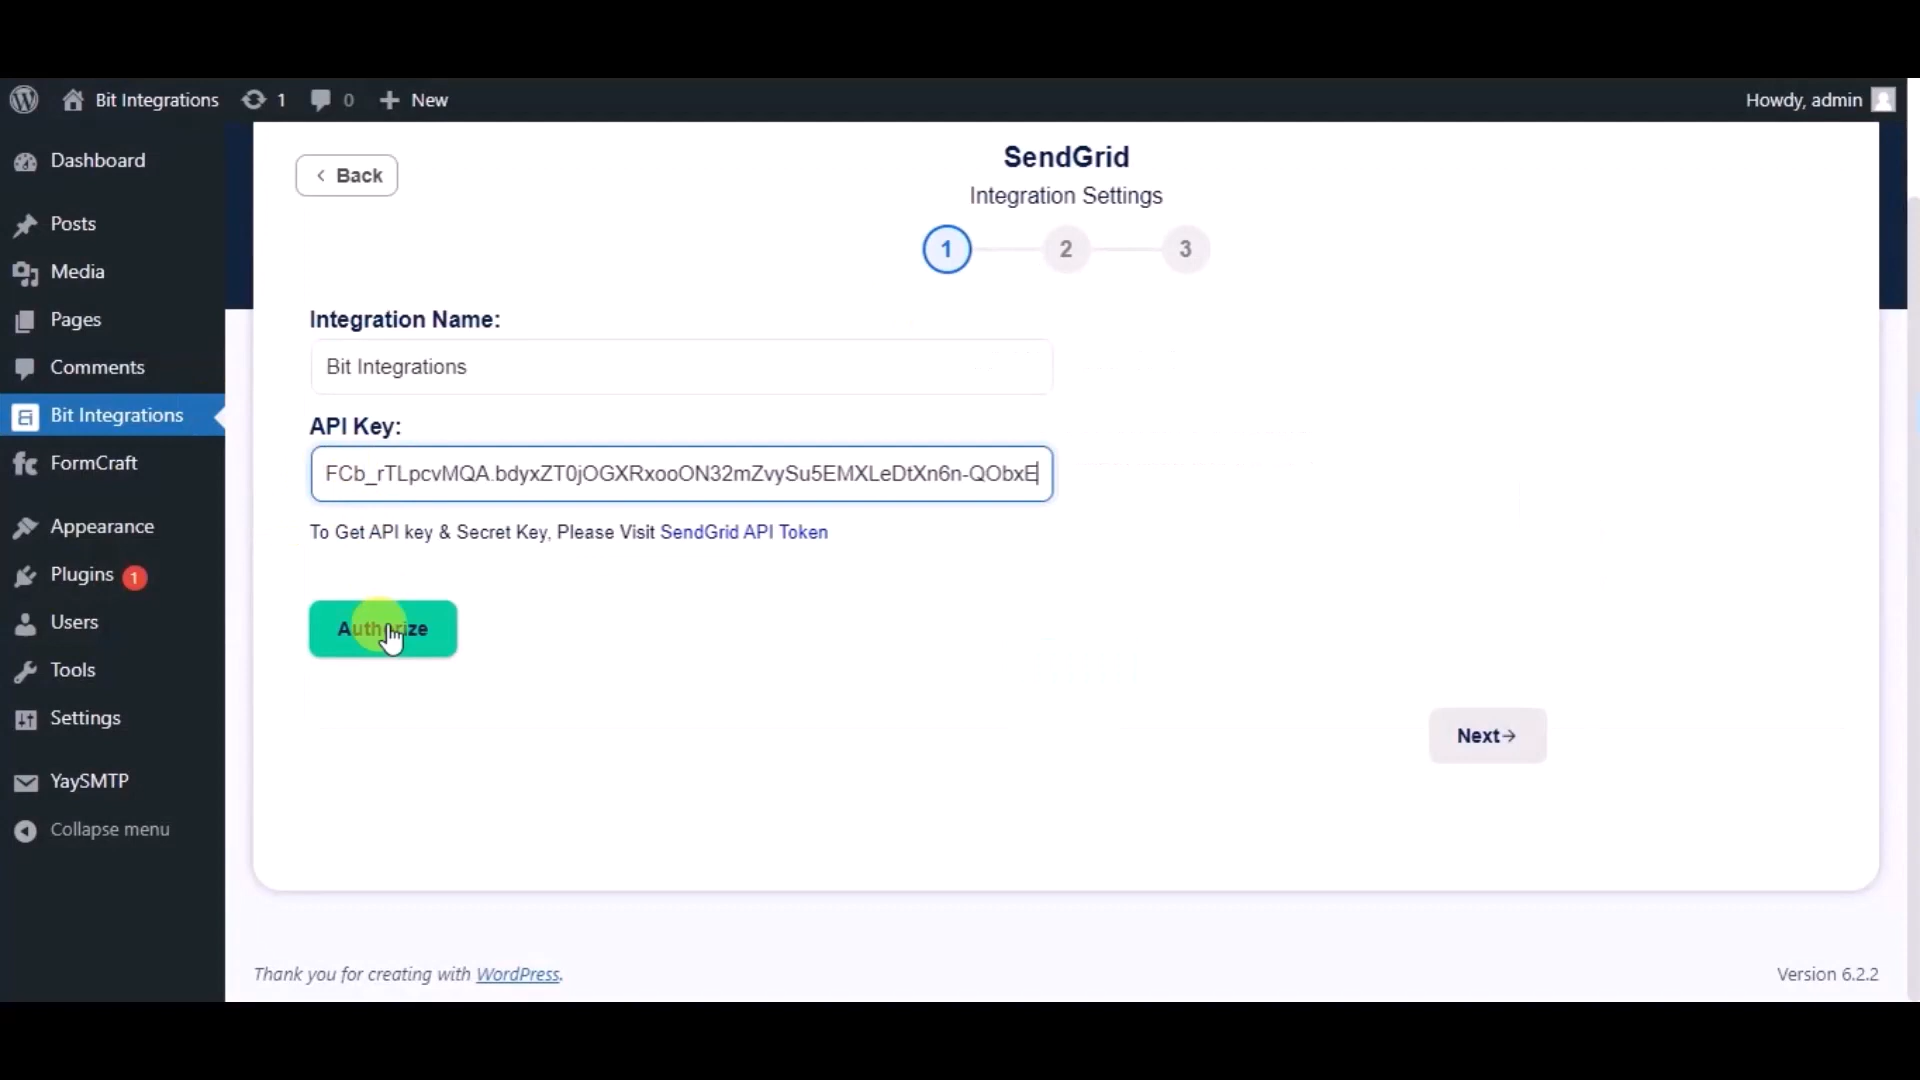 Bit Integrations 1 0 New Howdy, admin
Dashboard
Posts
Media
Pages
Comments
Bit Integrations
FormCraft
Appearance
Plugins 1
Users
Tools
Settings
YaySMTP
Collapse menu
Back
SendGrid
Integration Settings
1 2 3
Integration Name:
Bit Integrations
API Key:
FCb_rTLpcvMQA.bdyxZT0jOGXRxooON32mZvySu5EMXLeDtXn6n-QObxE
To Get API key & Secret Key, Please Visit SendGrid API Token
Authorize
Next
Thank you for creating with WordPress.
Version 6.2.2